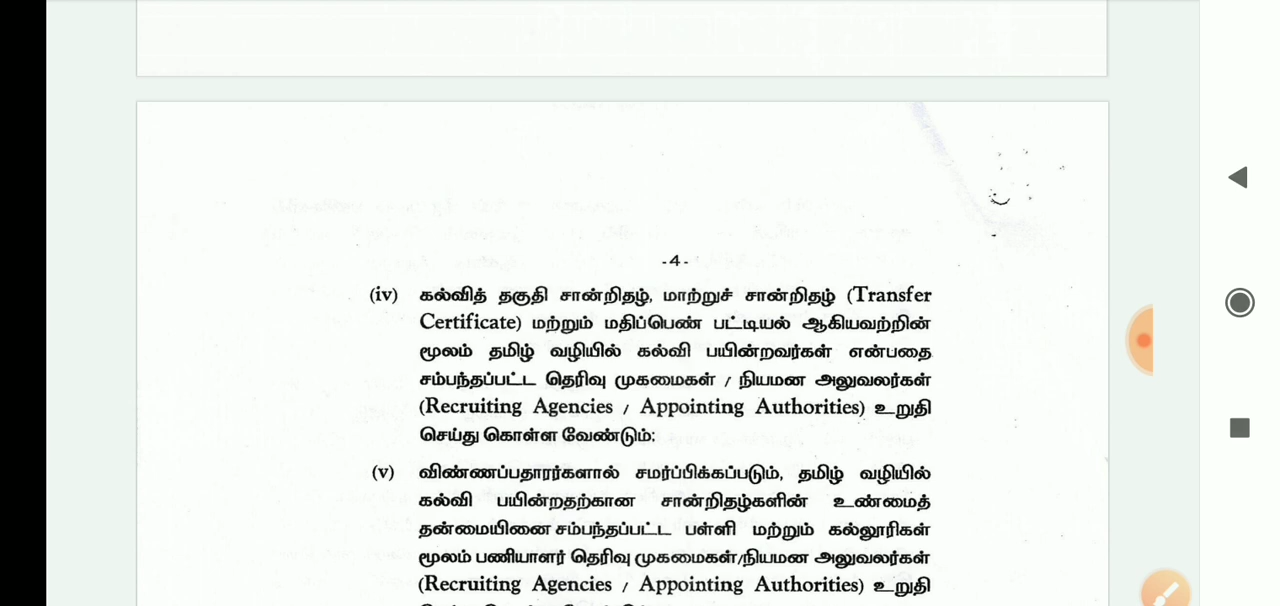 -4-
(iv) கல்வித் தகுதி சான்றிதழ், மாற்றுச் சான்றிதழ் (Transfer
Certificate) மற்றும் மதிப்பெண் பட்டியல் ஆகியவற்றின்
மூலம் தமிழ் வழியில் கல்வி பயின்றவர்கள் என்பதை
சம்பந்தப்பட்ட தெரிவு முகமைகள் / நியமன அலுவலர்கள்
(Recruiting Agencies / Appointing Authorities) உறுதி
செய்து கொள்ள வேண்டும்:
(v) விண்ணப்பதாரர்களால் சமர்ப்பிக்கப்படும், தமிழ் வழியில்
கல்வி பயின்றதற்கான சான்றிதழ்களின் உண்மைத்
தன்மையினை சம்பந்தப்பட்ட பள்ளி மற்றும் கல்லூரிகள்
மூலம் பணியாளர் தெரிவு முகமைகள்/நியமன அலுவலர்கள்
(Recruiting Agencies / Appointing Authorities) உறுதி